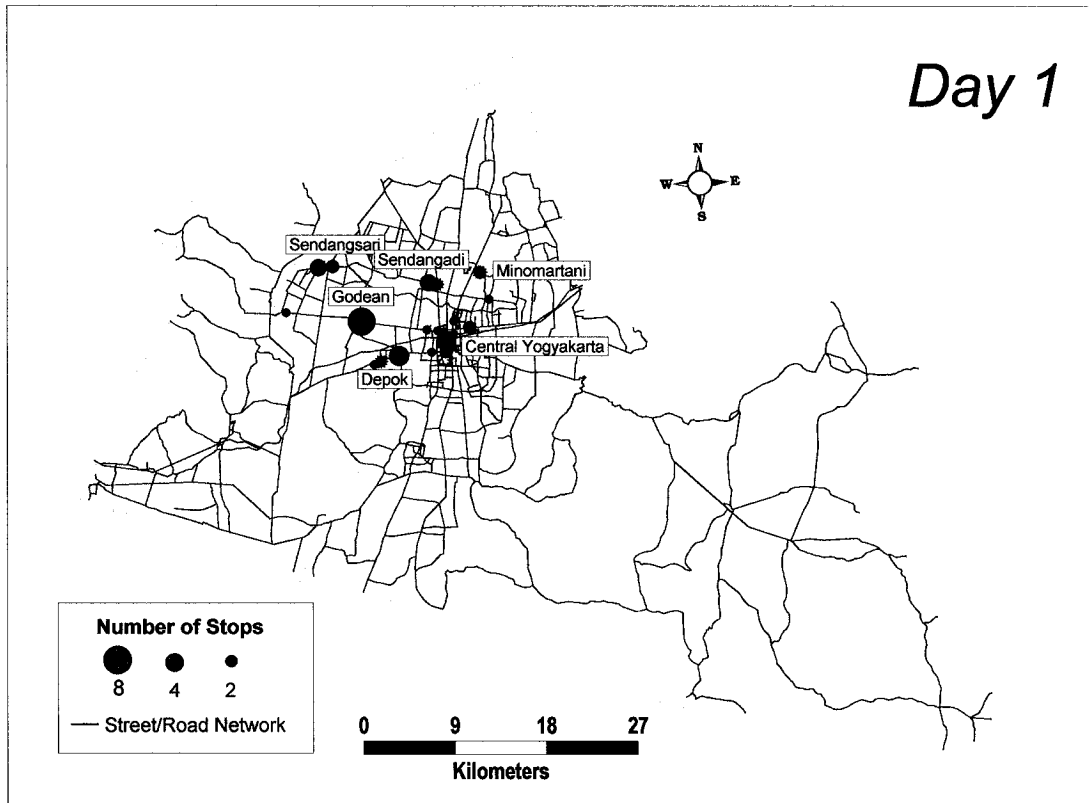 Day 1
N
W E
S
Sendangsari
Sendangadi
Minomartani
Godean
Central Yogyakarta
Depok
Number of Stops
8 4 2
Street/Road Network
0 9 18 27
Kilometers